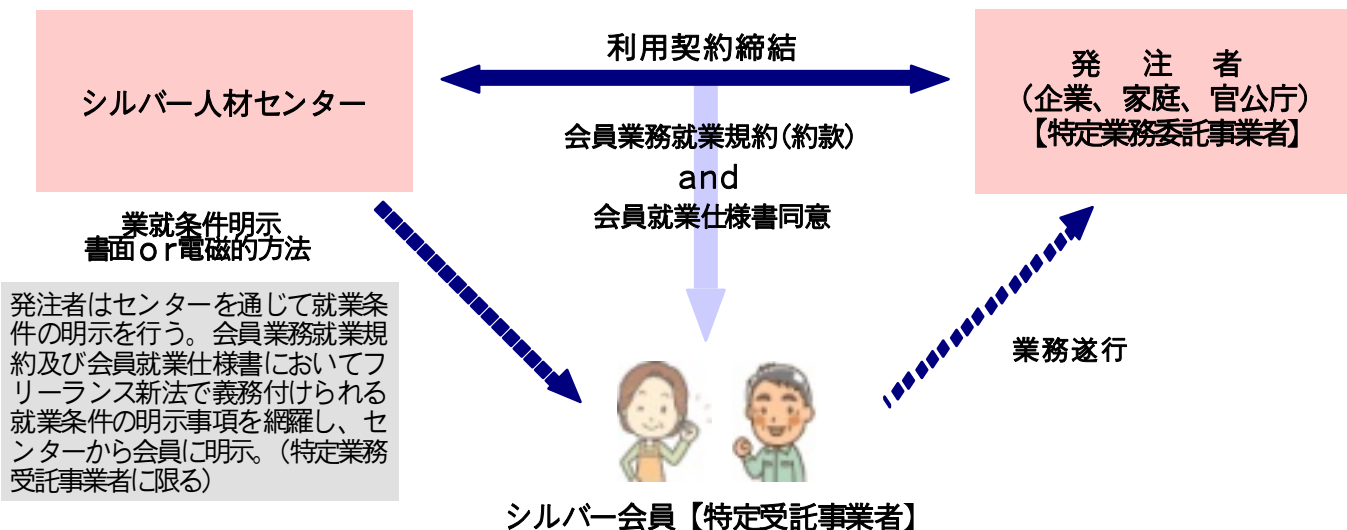 シルバー人材センター
利用契約締結
発 注 者
(企業、家庭、官公庁)
【特定業務委託事業者】
会員業務就業規約(約款)
and
会員就業仕様書同意
業就条件明示
書面or電磁的方法
発注者はセンターを通じて就業条
件の明示を行う。会員業務就業規
約及び会員就業仕様書においてフ
リーランス新法で義務付けられる
就業条件の明示事項を網羅し、セ
ンターから会員に明示。(特定業務
受託事業者に限る)
業務遂行
シルバー会員【特定受託事業者】